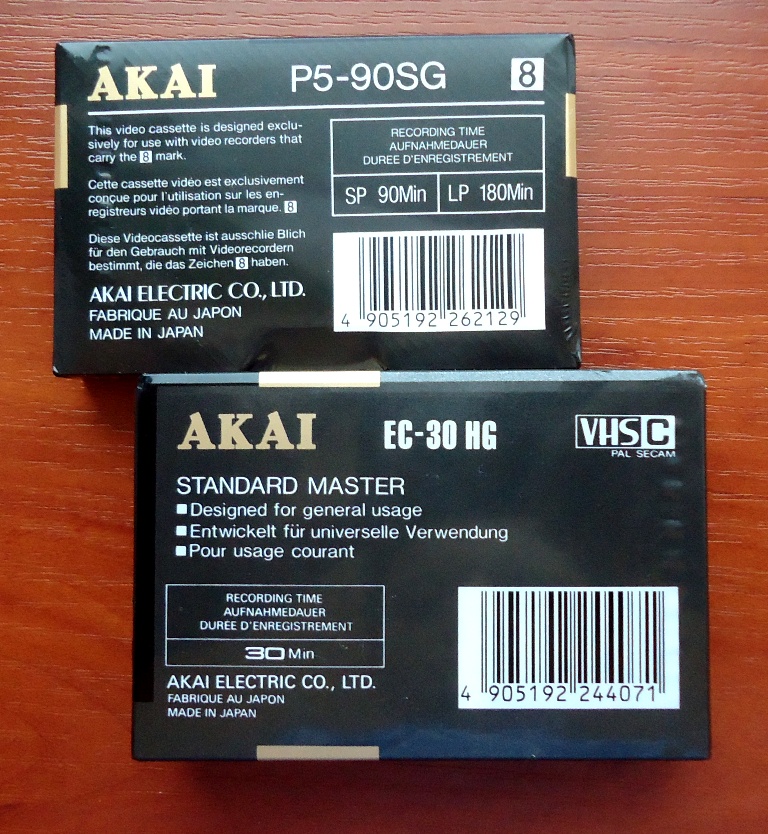 AKAI P5-90SG 8
This video cassette is designed exclu-
sively for use with video recorders that
carry the 8 mark.
Cette cassette vidéo est exclusivement
conçue pour l'utilisation sur les en-
registreurs vidéo portant la marque. 8
Diese Videocassette ist ausschlie Blich
für den Gebrauch mit Videorecordern
bestimmt, die das Zeichen 8 haben.
AKAI ELECTRIC CO., LTD.
FABRIQUE AU JAPON
MADE IN JAPAN
RECORDING TIME
AUFNAHMEDAUER
DUREE D'ENREGISTREMENT
SP 90Min LP 180Min
4 905192 262129
AKAI EC-30 HG VHSC
PAL SECAM
STANDARD MASTER
■Designed for general usage
■Entwickelt für universelle Verwendung
■Pour usage courant
RECORDING TIME
AUFNAHMEDAUER
DURÉE D'ENREGISTREMENT
30 Min
AKAI ELECTRIC CO., LTD.
FABRIQUE AU JAPON
MADE IN JAPAN
4 905192 244071